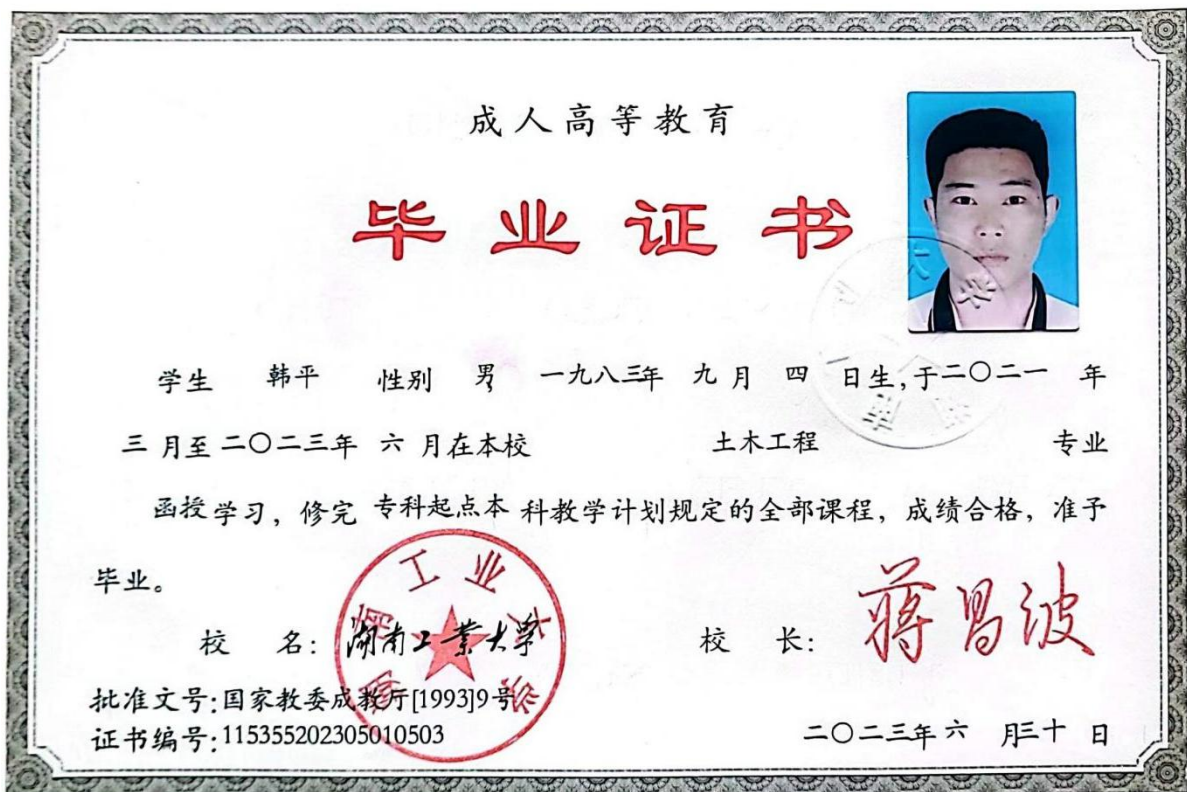 成人高等教育
毕业证书
学生 韩平 性别 男 一九八三年 九 月 四 日生,于二〇二一 年
三 月至 二〇二三年 六 月在本校 土木工程 专业
函授 学习, 修完 专科起点本 科教学计划规定的全部课程, 成绩合格, 准予
毕业。
校 名: 湖南工業大學 校 长: 蒋昌波
湖南工业大学
批准文号:国家教委成教厅[1993]9号
证书编号:115355202305010503
二〇二三年 六 月三十 日